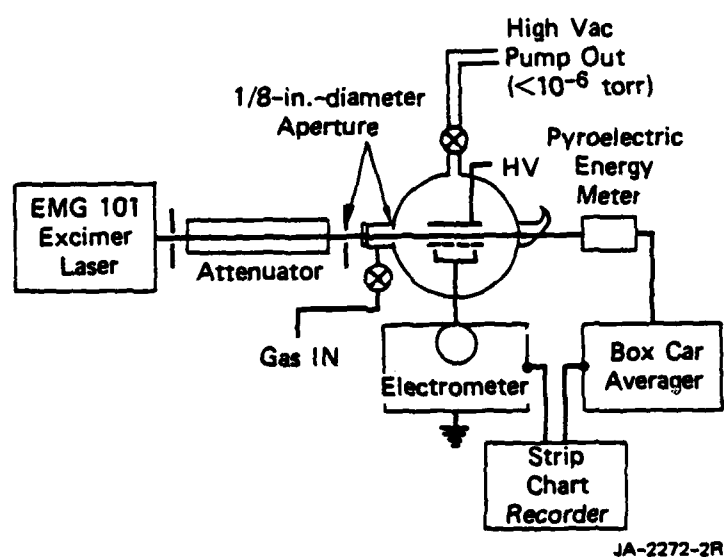 High Vac
Pump Out
(<10⁻⁶ torr)
1/8-in.-diameter
Aperture
Pyroelectric
Energy
Meter
HV
EMG 101
Excimer
Laser
Attenuator
Gas IN
Electrometer
Box Car
Averager
Strip
Chart
Recorder
JA-2272-2R